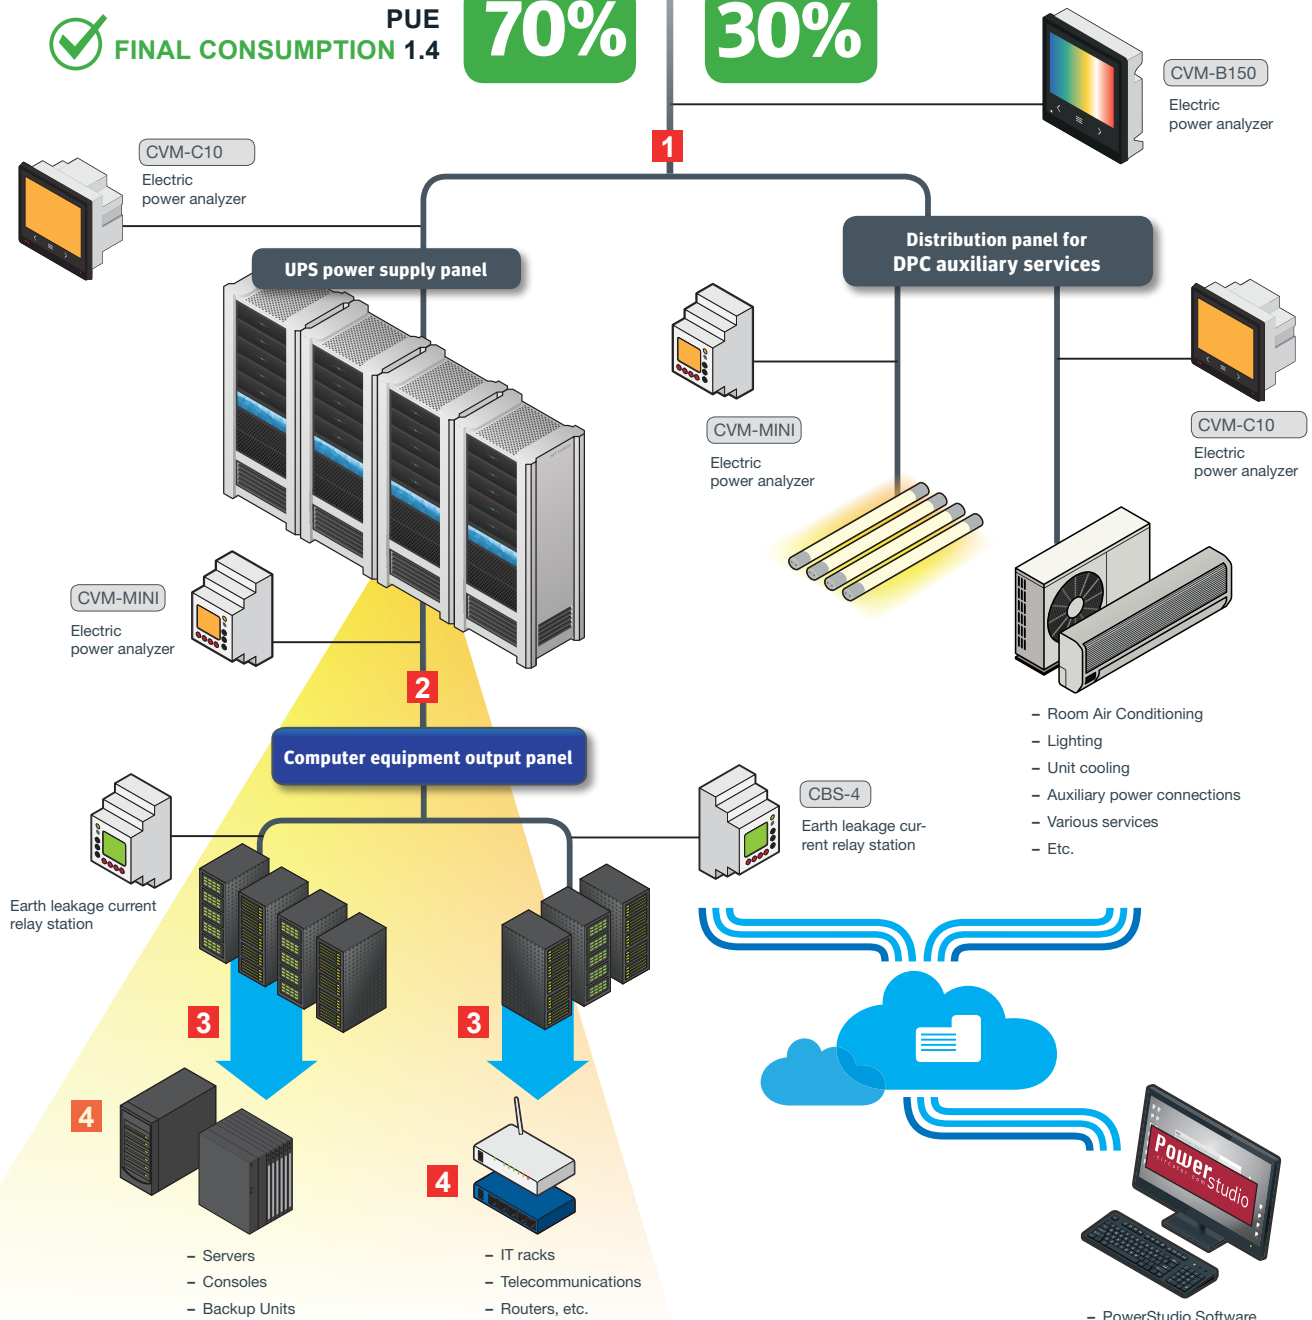 PUE
FINAL CONSUMPTION 1.4
70%
30%
CVM-B150
Electric
power analyzer
1
CVM-C10
Electric
power analyzer
UPS power supply panel
Distribution panel for
DPC auxiliary services
CVM-MINI
Electric
power analyzer
CVM-C10
Electric
power analyzer
CVM-MINI
Electric
power analyzer
2
– Room Air Conditioning
– Lighting
– Unit cooling
– Auxiliary power connections
– Various services
– Etc.
Computer equipment output panel
CBS-4
Earth leakage cur-
rent relay station
Earth leakage current
relay station
3
3
4
4
Power
studio
circutor.com
– Servers
– Consoles
– Backup Units
– IT racks
– Telecommunications
– Routers, etc.
– PowerStudio Software